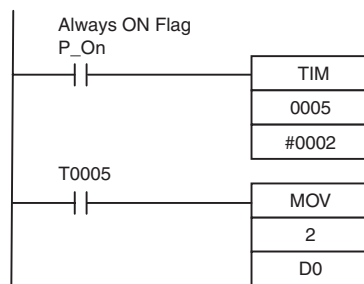 Always ON Flag
P_On
TIM
0005
#0002
T0005
MOV
2
D0